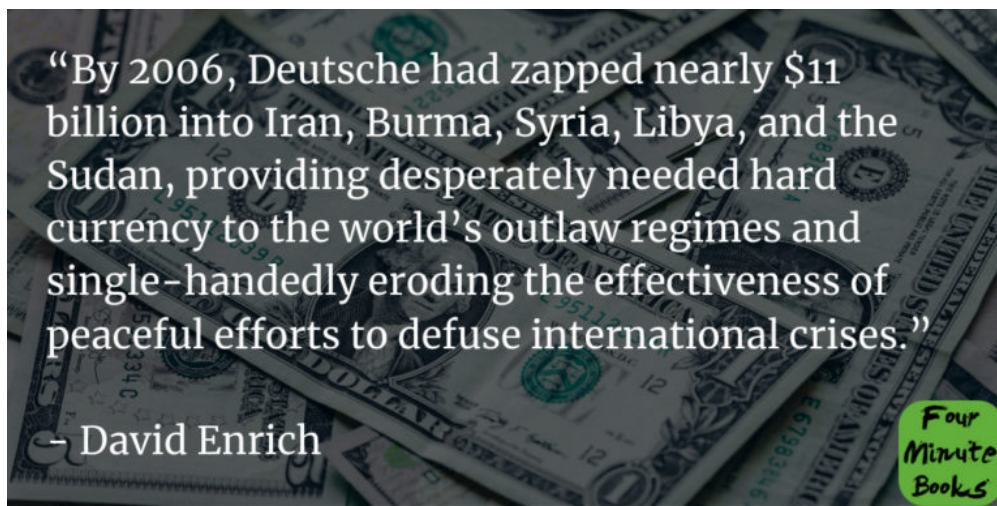 “By 2006, Deutsche had zapped nearly $11
billion into Iran, Burma, Syria, Libya, and the
Sudan, providing desperately needed hard
currency to the world’s outlaw regimes and
single-handedly eroding the effectiveness of
peaceful efforts to defuse international crises.”
– David Enrich
Four
Minute
Books